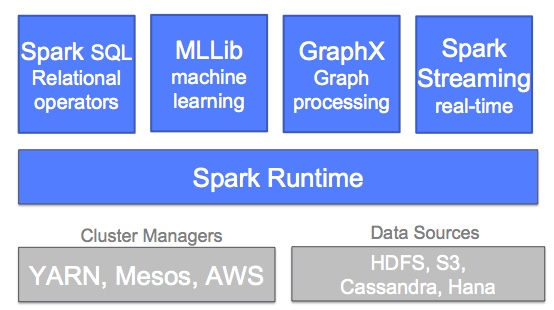 Spark SQL
Relational
operators
MLLib
machine
learning
GraphX
Graph
processing
Spark
Streaming
real-time
Spark Runtime
Cluster Managers
YARN, Mesos, AWS
Data Sources
HDFS, S3,
Cassandra, Hana